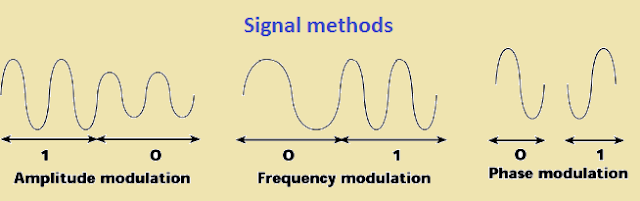 Signal methods
1 0
Amplitude modulation
0 1
Frequency modulation
0 1
Phase modulation